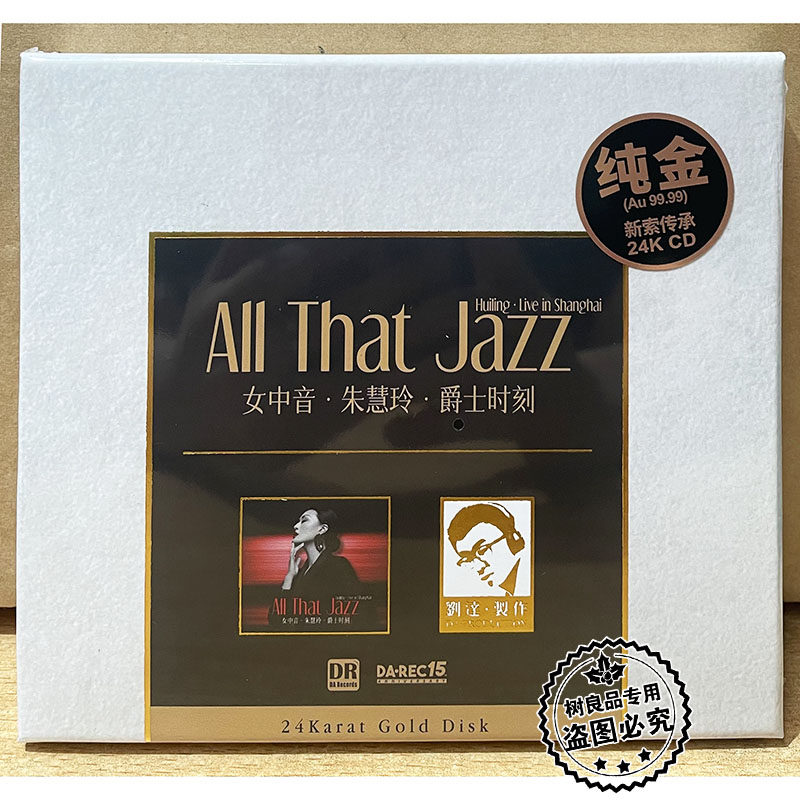 纯金
(Au 99.99)
新索传承
24K CD
Huiling · Live in Shanghai
All That Jazz
女中音 · 朱慧玲 · 爵士时刻
All That Jazz
女中音 · 朱慧玲 · 爵士时刻
劉達 · 製作
DR
DA Records
DA·REC15
ANNIVERSARY
24Karat Gold Disk
树良品专用
盗图必究